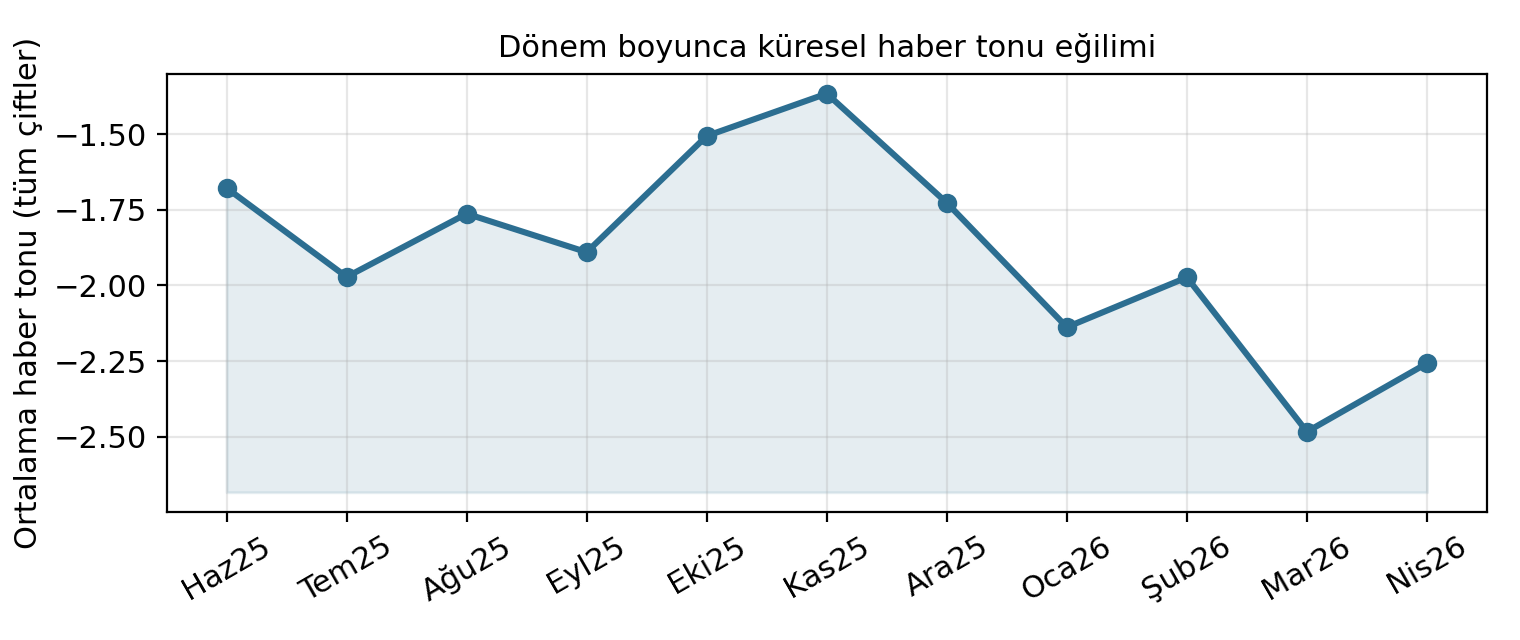 Dönem boyunca küresel haber tonu eğilimi
Ortalama haber tonu (tüm çiftler)
−1.50
−1.75
−2.00
−2.25
−2.50
Haz25
Tem25
Ağu25
Eyl25
Eki25
Kas25
Ara25
Oca26
Şub26
Mar26
Nis26